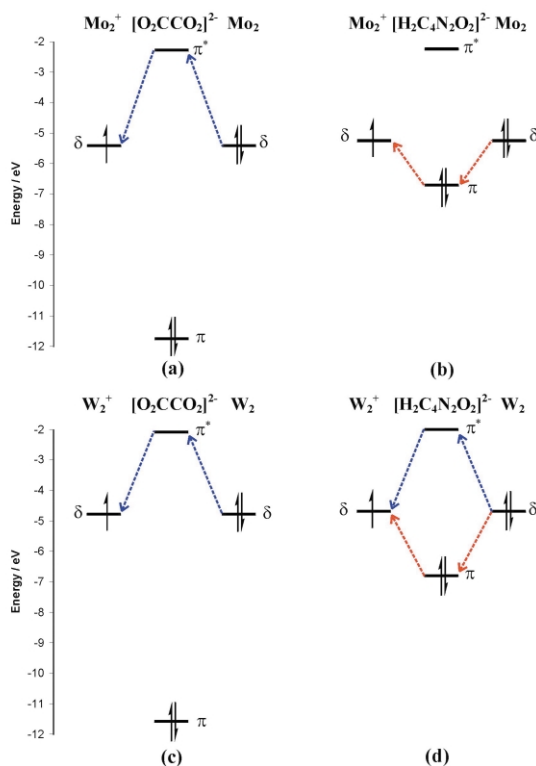 Mo₂⁺ [O₂CCO₂]²⁻ Mo₂
Mo₂⁺ [H₂C₄N₂O₂]²⁻ Mo₂
Energy / eV
-2
-3
-4
-5
-6
-7
-8
-9
-10
-11
-12
π*
δ
δ
π
(a)
π*
δ
δ
π
(b)
W₂⁺ [O₂CCO₂]²⁻ W₂
W₂⁺ [H₂C₄N₂O₂]²⁻ W₂
Energy / eV
-2
-3
-4
-5
-6
-7
-8
-9
-10
-11
-12
π*
δ
δ
π
(c)
π*
δ
δ
π
(d)